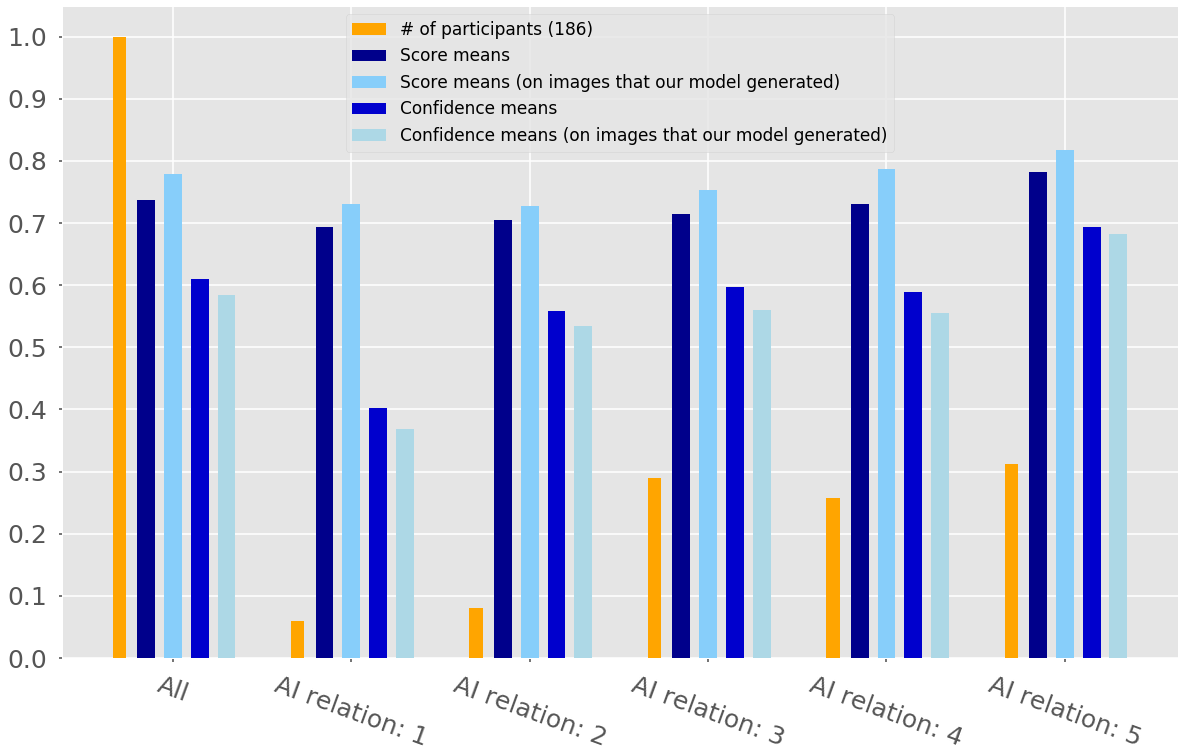 1.0
0.9
0.8
0.7
0.6
0.5
0.4
0.3
0.2
0.1
0.0
# of participants (186)
Score means
Score means (on images that our model generated)
Confidence means
Confidence means (on images that our model generated)
All
AI relation: 1
AI relation: 2
AI relation: 3
AI relation: 4
AI relation: 5